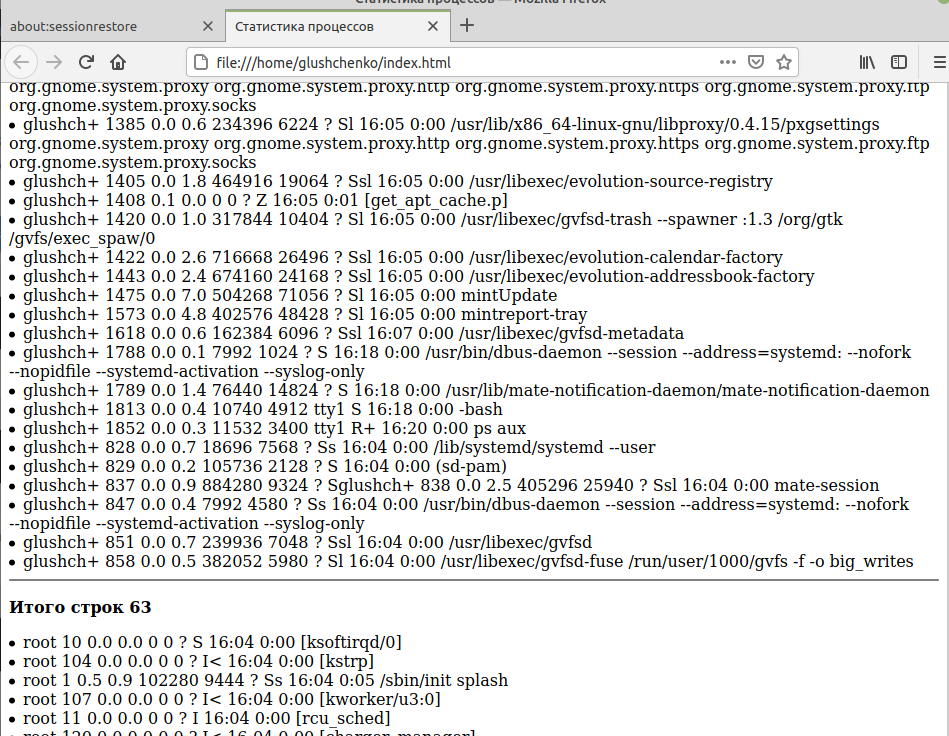 Статистика процессов — Mozilla Firefox
about:sessionrestore
Статистика процессов
file:///home/glushchenko/index.html
org.gnome.system.proxy org.gnome.system.proxy.http org.gnome.system.proxy.https org.gnome.system.proxy.ftp
org.gnome.system.proxy.socks
• glushch+ 1385 0.0 0.6 234396 6224 ? Sl 16:05 0:00 /usr/lib/x86_64-linux-gnu/libproxy/0.4.15/pxgsettings
org.gnome.system.proxy org.gnome.system.proxy.http org.gnome.system.proxy.https org.gnome.system.proxy.ftp
org.gnome.system.proxy.socks
• glushch+ 1405 0.0 1.8 464916 19064 ? Ssl 16:05 0:00 /usr/libexec/evolution-source-registry
• glushch+ 1408 0.1 0.0 0 0 ? Z 16:05 0:01 [get_apt_cache.p]
• glushch+ 1420 0.0 1.0 317844 10404 ? Sl 16:05 0:00 /usr/libexec/gvfsd-trash --spawner :1.3 /org/gtk
/gvfs/exec_spaw/0
• glushch+ 1422 0.0 2.6 716668 26496 ? Ssl 16:05 0:00 /usr/libexec/evolution-calendar-factory
• glushch+ 1443 0.0 2.4 674160 24168 ? Ssl 16:05 0:00 /usr/libexec/evolution-addressbook-factory
• glushch+ 1475 0.0 7.0 504268 71056 ? Sl 16:05 0:00 mintUpdate
• glushch+ 1573 0.0 4.8 402576 48428 ? Sl 16:05 0:00 mintreport-tray
• glushch+ 1618 0.0 0.6 162384 6096 ? Ssl 16:07 0:00 /usr/libexec/gvfsd-metadata
• glushch+ 1788 0.0 0.1 7992 1024 ? S 16:18 0:00 /usr/bin/dbus-daemon --session --address=systemd: --nofork
--nopidfile --systemd-activation --syslog-only
• glushch+ 1789 0.0 1.4 76440 14824 ? S 16:18 0:00 /usr/lib/mate-notification-daemon/mate-notification-daemon
• glushch+ 1813 0.0 0.4 10740 4912 tty1 S 16:18 0:00 -bash
• glushch+ 1852 0.0 0.3 11532 3400 tty1 R+ 16:20 0:00 ps aux
• glushch+ 828 0.0 0.7 18696 7568 ? Ss 16:04 0:00 /lib/systemd/systemd --user
• glushch+ 829 0.0 0.2 105736 2128 ? S 16:04 0:00 (sd-pam)
• glushch+ 837 0.0 0.9 884280 9324 ? Sglushch+ 838 0.0 2.5 405296 25940 ? Ssl 16:04 0:00 mate-session
• glushch+ 847 0.0 0.4 7992 4580 ? Ss 16:04 0:00 /usr/bin/dbus-daemon --session --address=systemd: --nofork
--nopidfile --systemd-activation --syslog-only
• glushch+ 851 0.0 0.7 239936 7048 ? Ssl 16:04 0:00 /usr/libexec/gvfsd
• glushch+ 858 0.0 0.5 382052 5980 ? Sl 16:04 0:00 /usr/libexec/gvfsd-fuse /run/user/1000/gvfs -f -o big_writes
Итого строк 63
• root 10 0.0 0.0 0 0 ? S 16:04 0:00 [ksoftirqd/0]
• root 104 0.0 0.0 0 0 ? I< 16:04 0:00 [kstrp]
• root 1 0.5 0.9 102280 9444 ? Ss 16:04 0:05 /sbin/init splash
• root 107 0.0 0.0 0 0 ? I< 16:04 0:00 [kworker/u3:0]
• root 11 0.0 0.0 0 0 ? I 16:04 0:00 [rcu_sched]
• root 120 0.0 0.0 0 0 ? I< 16:04 0:00 [charger_manager]